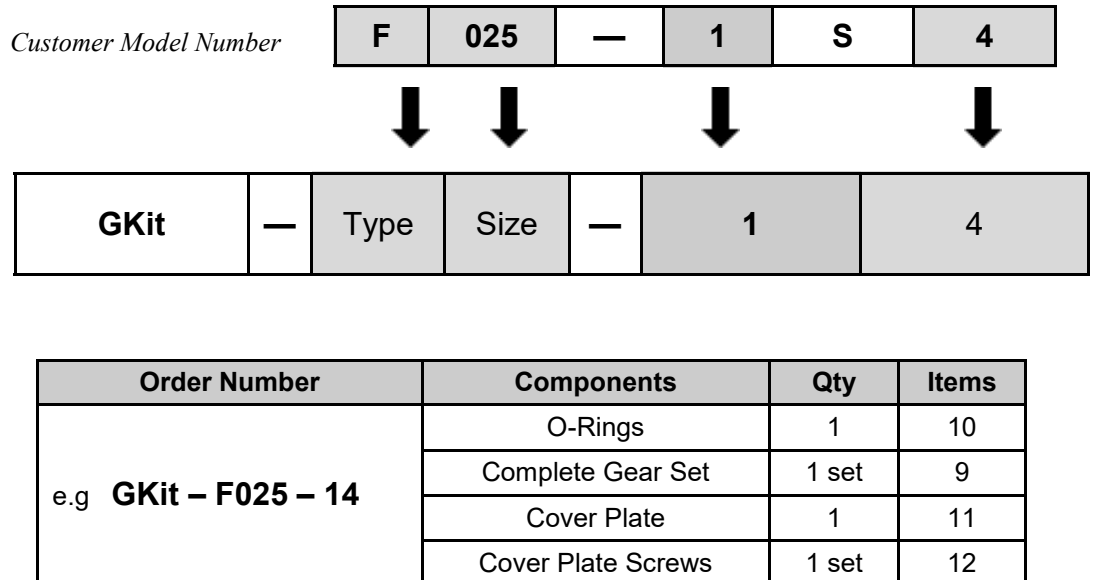 Customer Model Number F 025 — 1 S 4
GKit — Type Size — 1 4
Order Number Components Qty Items
O-Rings 1 10
Complete Gear Set 1 set 9
e.g GKit – F025 – 14
Cover Plate 1 11
Cover Plate Screws 1 set 12